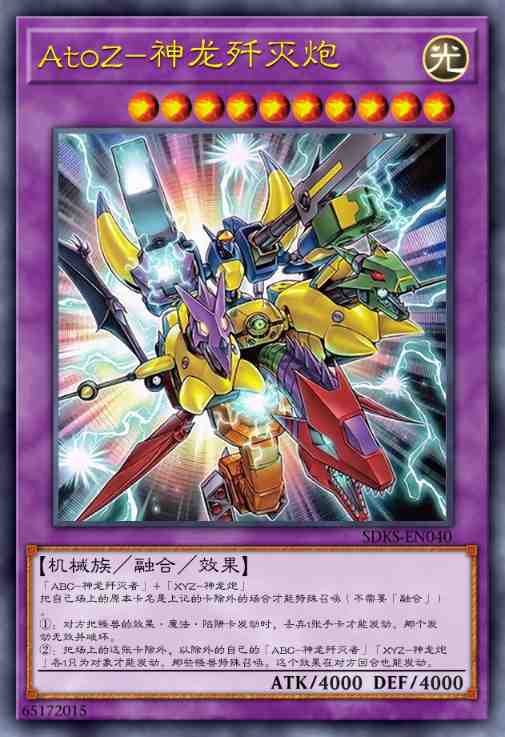 AtoZ-神龙歼灭炮
光
SDKS-EN040
【机械族／融合／效果】
「ABC-神龙歼灭者」+「XYZ-神龙炮」
把自己场上的原本卡名是上记的卡除外的场合才能特殊召唤（不需要「融合」）
。
①：对方把怪兽的效果·魔法·陷阱卡发动时，丢弃1张手卡才能发动。那个发
动无效并破坏。
②：把场上的这张卡除外，以除外的自己的「ABC-神龙歼灭者」「XYZ-神龙炮
」各1只为对象才能发动。那些怪兽特殊召唤。这个效果在对方回合也能发动。
ATK/4000 DEF/4000
65172015